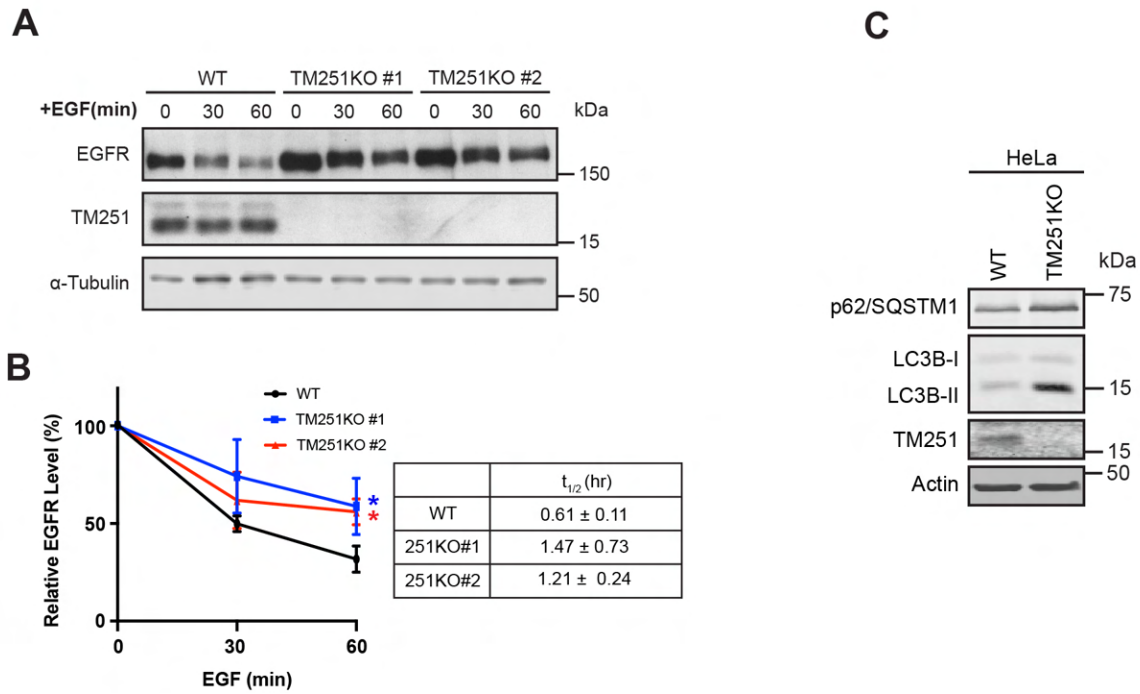 A
WT TM251KO #1 TM251KO #2
+EGF(min) 0 30 60 0 30 60 0 30 60 kDa
EGFR
150
TM251
15
α-Tubulin
50
B
Relative EGFR Level (%)
100
50
0
0 30 60
EGF (min)
WT
TM251KO #1
TM251KO #2
*
*
t1/2 (hr)
WT 0.61 ± 0.11
251KO#1 1.47 ± 0.73
251KO#2 1.21 ± 0.24
C
HeLa
WT TM251KO kDa
75
p62/SQSTM1
LC3B-I
LC3B-II 15
TM251
15
50
Actin